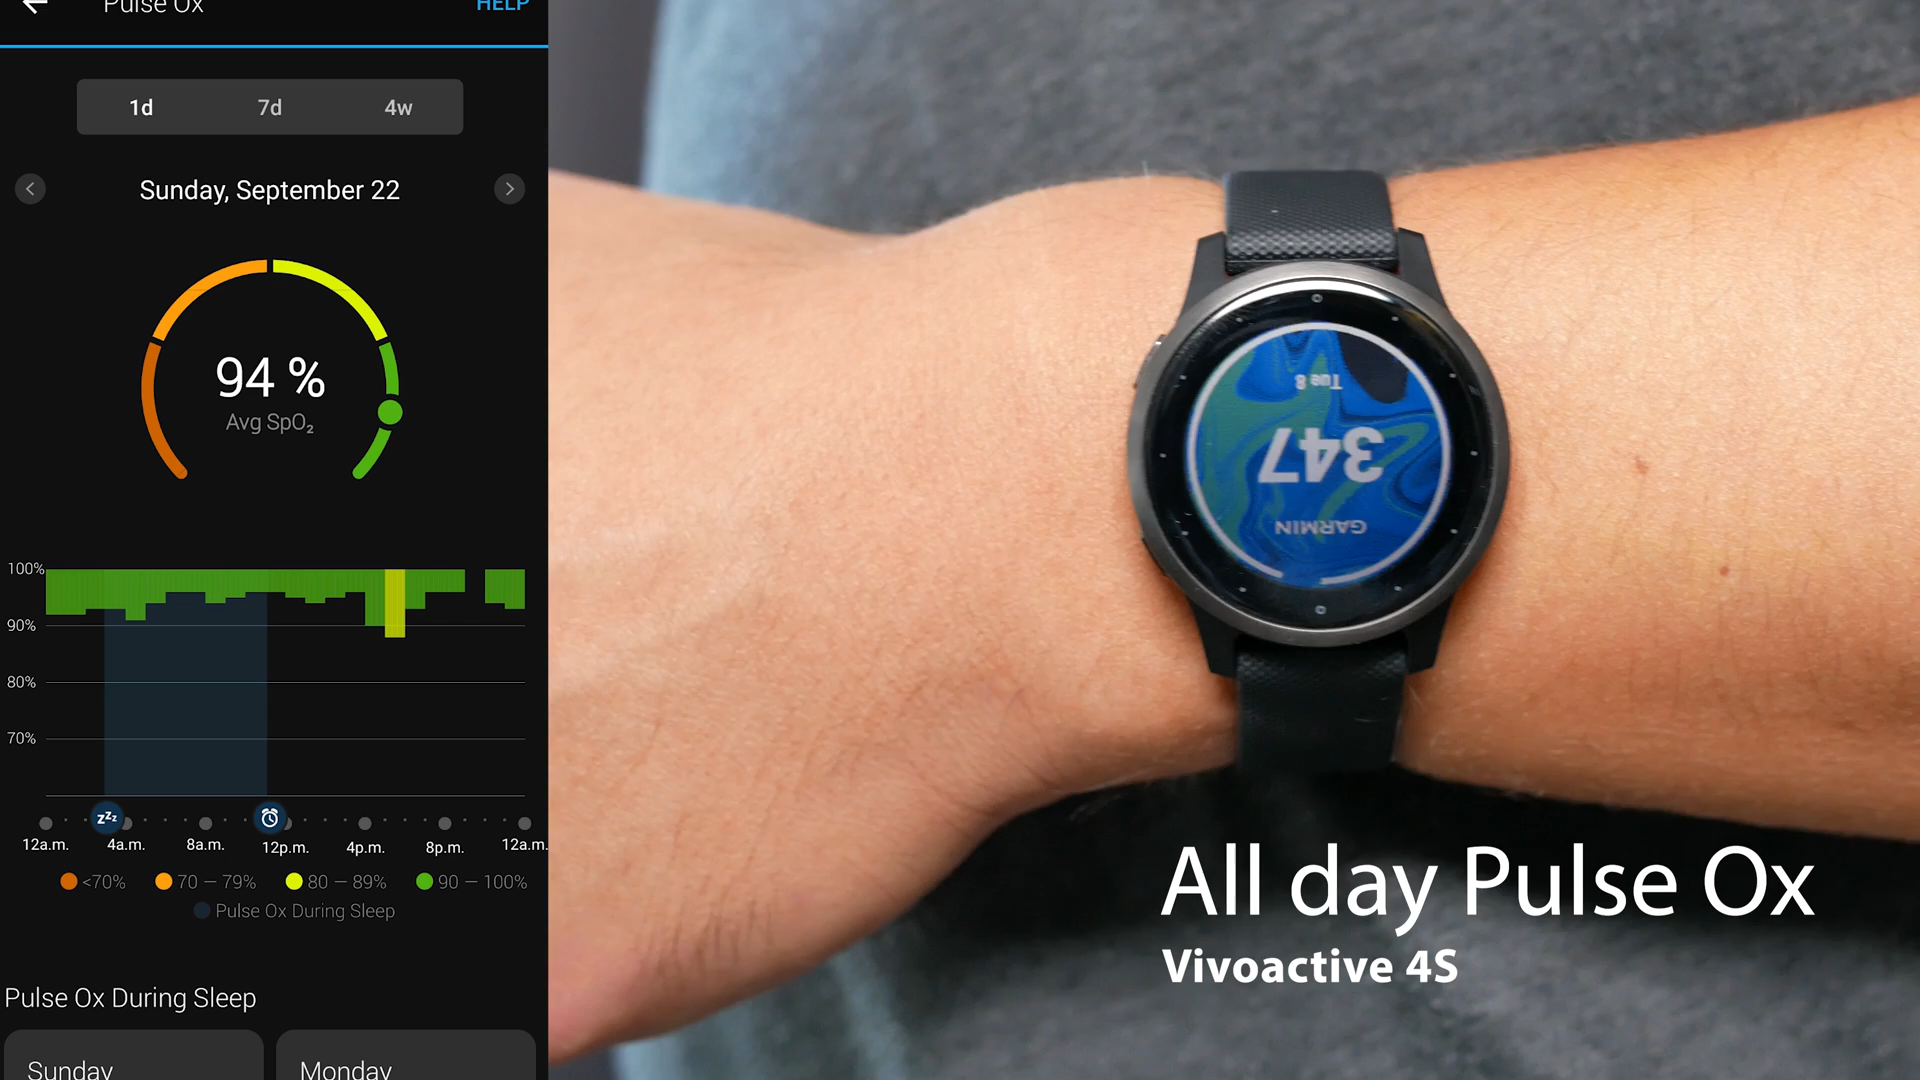 Pulse Ox
HELP
1d 7d 4w
Sunday, September 22
94 %
Avg SpO₂
100%
90%
80%
70%
zzz
12a.m. 4a.m. 8a.m. 12p.m. 4p.m. 8p.m. 12a.m.
<70% 70 — 79% 80 — 89% 90 — 100%
Pulse Ox During Sleep
Pulse Ox During Sleep
Sunday Monday
GARMIN
347
Tue 8
All day Pulse Ox
Vivoactive 4S